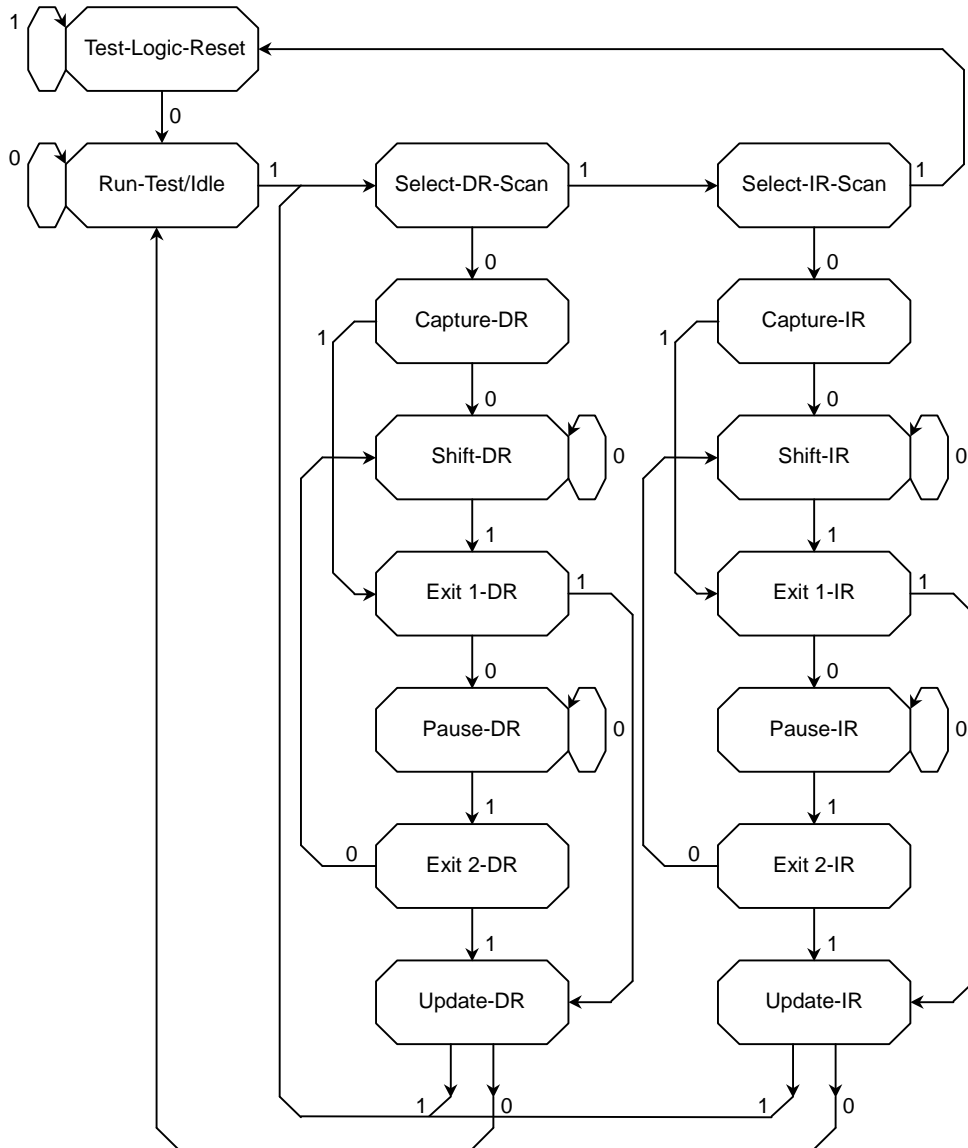 1
Test-Logic-Reset
0
0
Run-Test/Idle
1
Select-DR-Scan
1
Select-IR-Scan
1
0
0
Capture-DR
Capture-IR
1
1
0
0
Shift-DR
0
Shift-IR
0
1
1
Exit 1-DR
1
Exit 1-IR
1
0
0
Pause-DR
0
Pause-IR
0
1
1
0
Exit 2-DR
0
Exit 2-IR
1
1
Update-DR
Update-IR
1
0
1
0